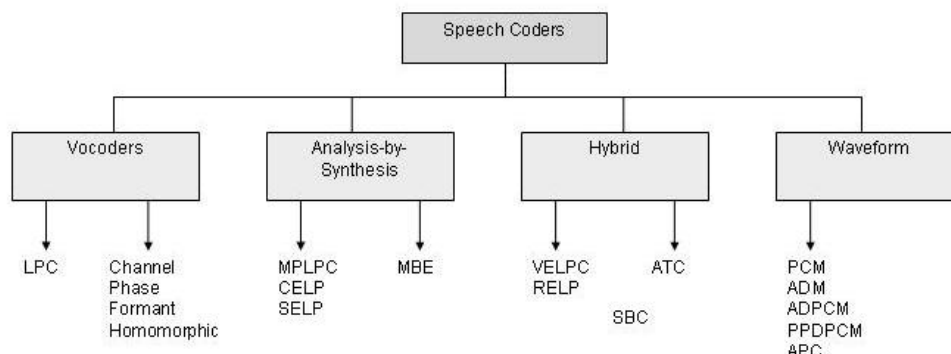 Speech Coders
Vocoders
Analysis-by-
Synthesis
Hybrid
Waveform
LPC
Channel
Phase
Formant
Homomorphic
MPLPC
CELP
SELP
MBE
VELPC
RELP
SBC
ATC
PCM
ADM
ADPCM
PPDPCM
APC